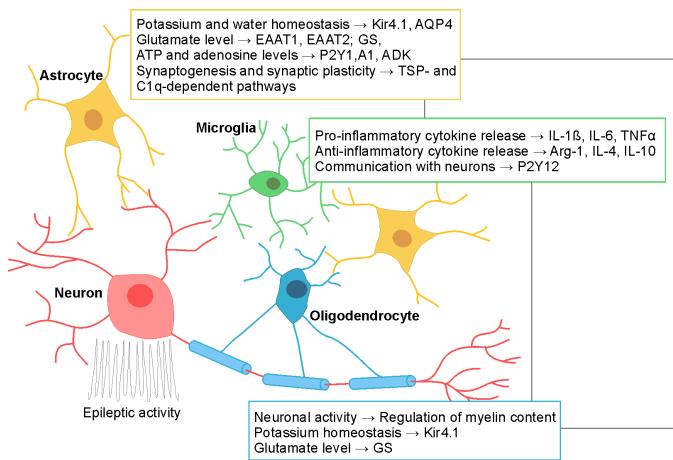 Potassium and water homeostasis → Kir4.1, AQP4
Glutamate level → EAAT1, EAAT2; GS,
ATP and adenosine levels → P2Y1,A1, ADK
Synaptogenesis and synaptic plasticity → TSP- and
C1q-dependent pathways
Astrocyte
Microglia
Pro-inflammatory cytokine release → IL-1ß, IL-6, TNFα
Anti-inflammatory cytokine release → Arg-1, IL-4, IL-10
Communication with neurons → P2Y12
Neuron
Oligodendrocyte
Epileptic activity
Neuronal activity → Regulation of myelin content
Potassium homeostasis → Kir4.1
Glutamate level → GS